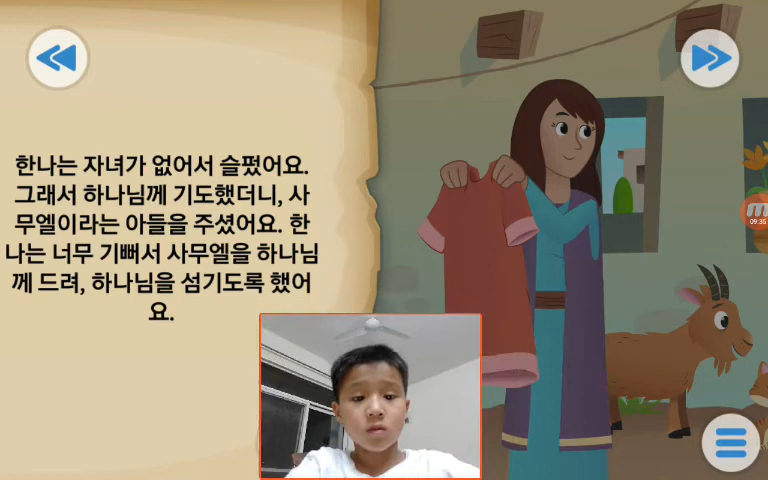 한나는 자녀가 없어서 슬펐어요.
그래서 하나님께 기도했더니, 사
무엘이라는 아들을 주셨어요. 한
나는 너무 기뻐서 사무엘을 하나님
께 드려, 하나님을 섬기도록 했어
요.
09:35